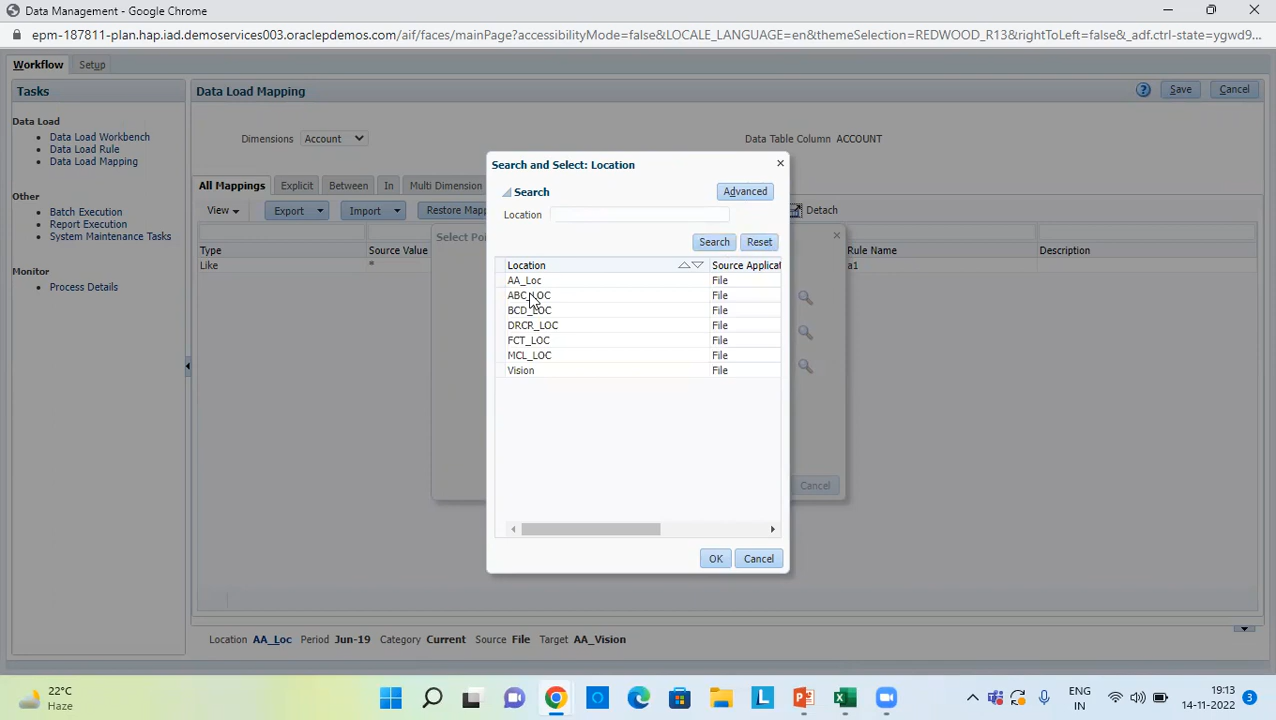 Data Management - Google Chrome
epm-187811-plan.hap.iad.demoservices003.oraclepdemos.com/aif/faces/mainPage?accessibilityMode=false&LOCALE_LANGUAGE=en&themeSelection=REDWOOD_R13&rightToLeft=false&_adf.ctrl-state=ygwd9...
Workflow Setup
Tasks
Data Load Mapping
Save Cancel
Data Load
Data Load Workbench
Data Load Rule
Data Load Mapping
Other
Batch Execution
Report Execution
System Maintenance Tasks
Monitor
Process Details
Dimensions Account
Data Table Column ACCOUNT
All Mappings Explicit Between In Multi Dimension
View Export Import Restore Mapp Detach
Type Source Value Rule Name Description
Like * a1
Select Poi
Cancel
Search and Select: Location
Search Advanced
Location
Search Reset
Location Source Applicat
AA_Loc File
ABC_LOC File
BCD_LOC File
DRCR_LOC File
FCT_LOC File
MCL_LOC File
Vision File
OK Cancel
Location AA_Loc Period Jun-19 Category Current Source File Target AA_Vision
22°C
Haze
ENG
IN
19:13
14-11-2022
3